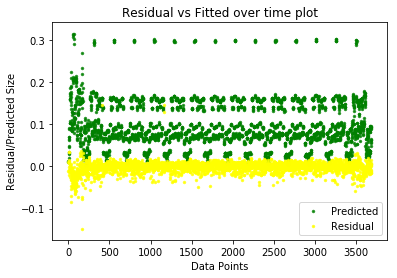 Residual vs Fitted over time plot
Residual/Predicted Size
0.3
0.2
0.1
0.0
−0.1
0
500
1000
1500
2000
2500
3000
3500
Data Points
Predicted
Residual